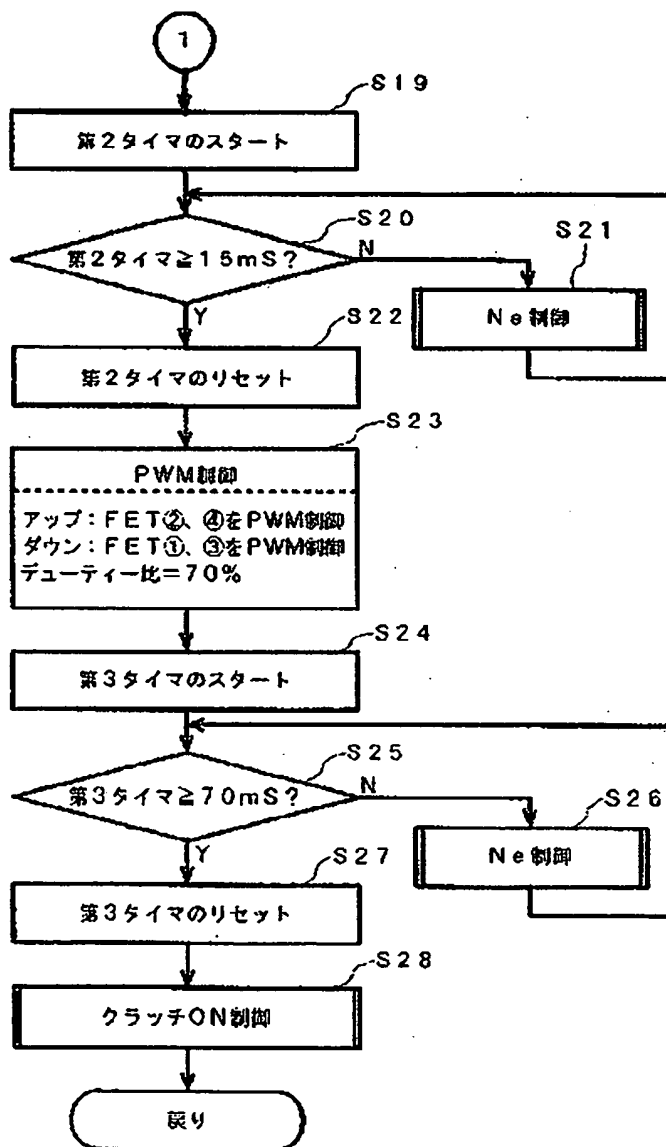 1
S19
第2タイマのスタート
S20
第2タイマ≧15mS?
N
Y
S21
Ne制御
S22
第2タイマのリセット
S23
PWM制御
アップ:FET②、④をPWM制御
ダウン:FET①、③をPWM制御
デューティー比=70%
S24
第3タイマのスタート
S25
第3タイマ≧70mS?
N
Y
S26
Ne制御
S27
第3タイマのリセット
S28
クラッチON制御
戻り